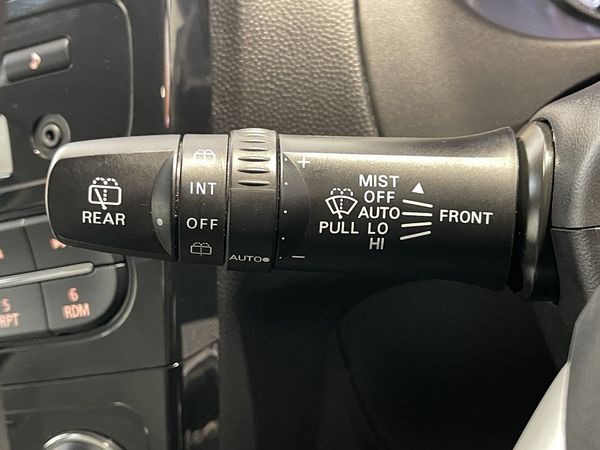 REAR
INT
OFF
AUTO
+
-
MIST
OFF
AUTO
PULL LO
HI
FRONT
5
RPT
6
RDM